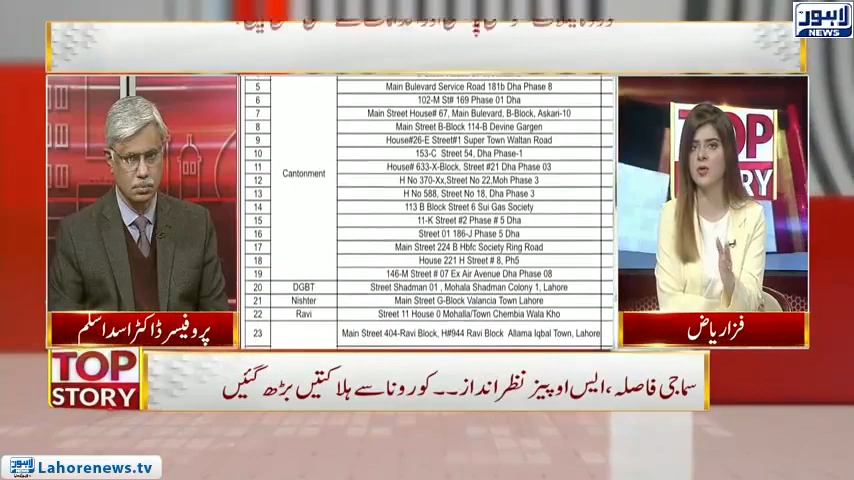 لاہور
NEWS
5 Main Bulevard Service Road 181b Dha Phase 8
6 102-M St# 169 Phase 01 Dha
7 Main Street House# 67, Main Bulevard, B-Block, Askari-10
8 Main Street B-Block 114-B Devine Gargen
9 House#26-E Street#1 Super Town Waltan Road
10 153-C Street 54, Dha Phase-1
11 House# 633-X-Block, Street #21 Dha Phase 03
12 Cantonment H No 370-Xx,Street No 22,Moh Phase 3
13 H No 588, Street No 18, Dha Phase 3
14 113 B Block Street 6 Sui Gas Society
15 11-K Street #2 Phase # 5 Dha
16 Street 01 186-J Phase 5 Dha
17 Main Street 224 B Hbfc Society Ring Road
18 House 221 H Street # 8, Ph5
19 146-M Street # 07 Ex Air Avenue Dha Phase 08
20 DGBT Street Shadman 01 , Mohala Shadman Colony 1, Lahore
21 Nishter Main Street G-Block Valancia Town Lahore
22 Ravi Street 11 House 0 Mohalla/Town Chembia Wala Kho
23 Main Street 404-Ravi Block, H#944 Ravi Block Allama Iqbal Town, Lahore
TOP
STORY
پروفیسر ڈاکٹر اسد اسلم
فزا ریاض
TOP
STORY
سماجی فاصلہ، ایس او پیز نظر انداز۔۔ کورونا سے ہلاکتیں بڑھ گئیں
لاہور
Lahorenews.tv